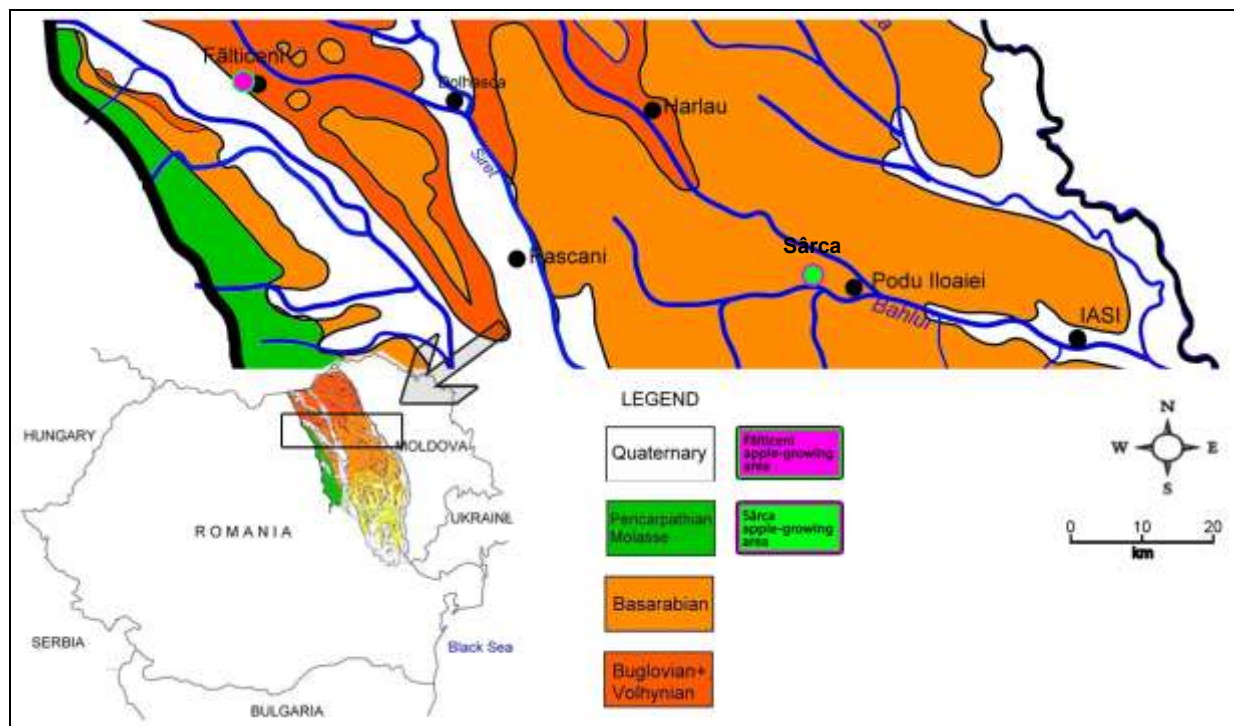 Fălticeni
Dolhasca
Harlau
Siret
Pascani
Sârca
Podu Iloaiei
Bahlui
IASI
LEGEND
Quaternary
Fălticeni
apple-growing
area
Pericarpathian
Molasse
Sârca
apple-growing
area
Basarabian
Buglovian+
Volhynian
N
W
E
S
0
10
20
km
HUNGARY
MOLDOVA
ROMANIA
UKRAINE
SERBIA
Black Sea
BULGARIA